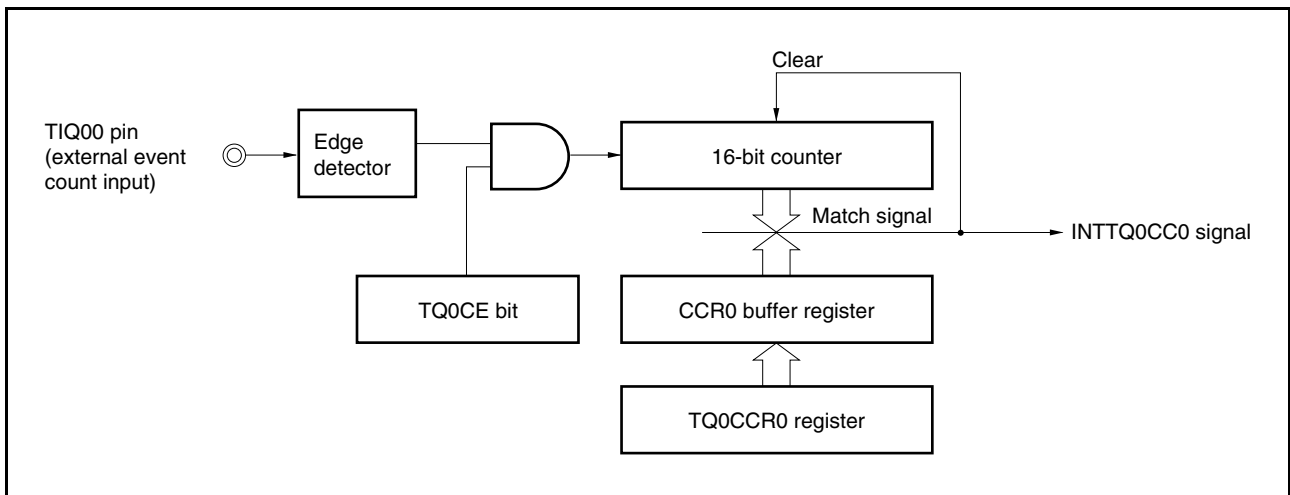 Clear
TIQ00 pin
(external event
count input)
Edge
detector
16-bit counter
Match signal
INTTQ0CC0 signal
TQ0CE bit
CCR0 buffer register
TQ0CCR0 register